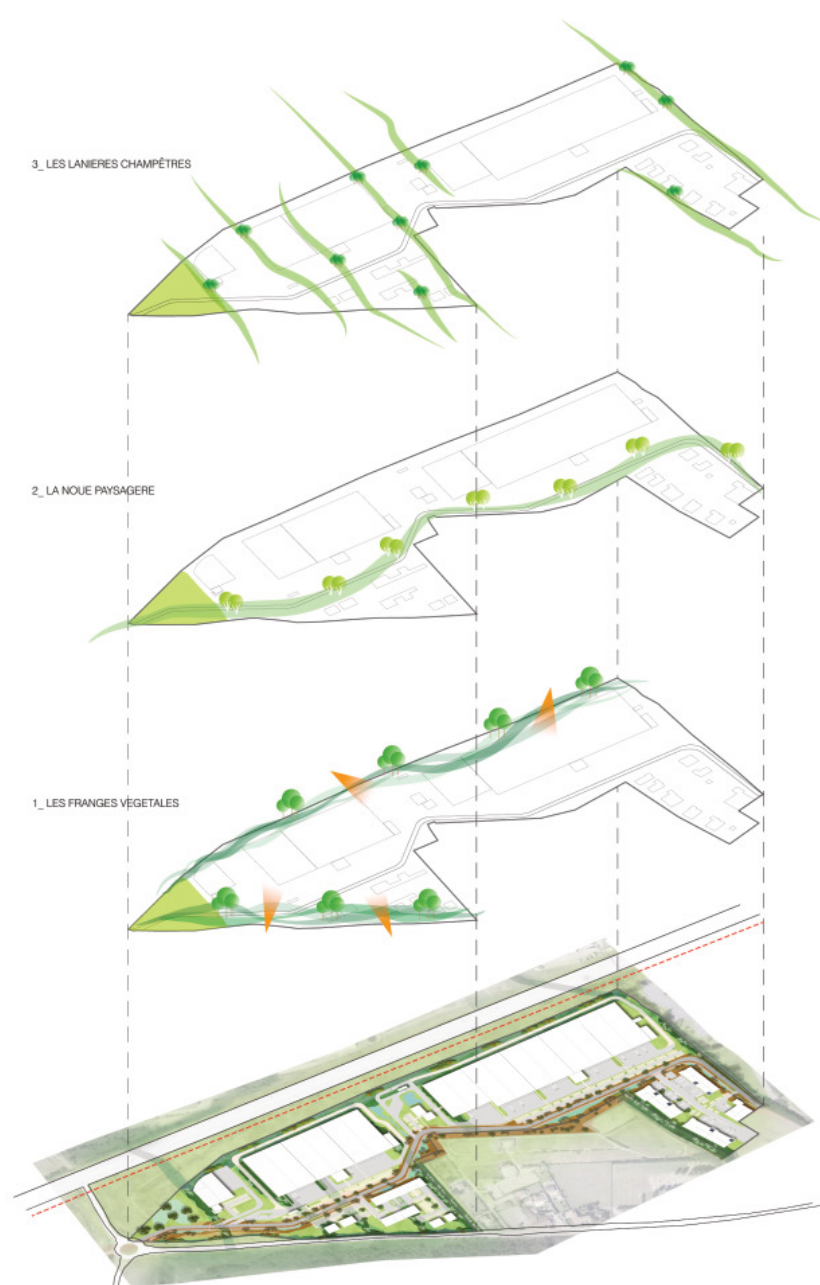 3_ LES LANIERES CHAMPÊTRES
2_ LA NOUE PAYSAGERE
1_ LES FRANGES VEGETALES